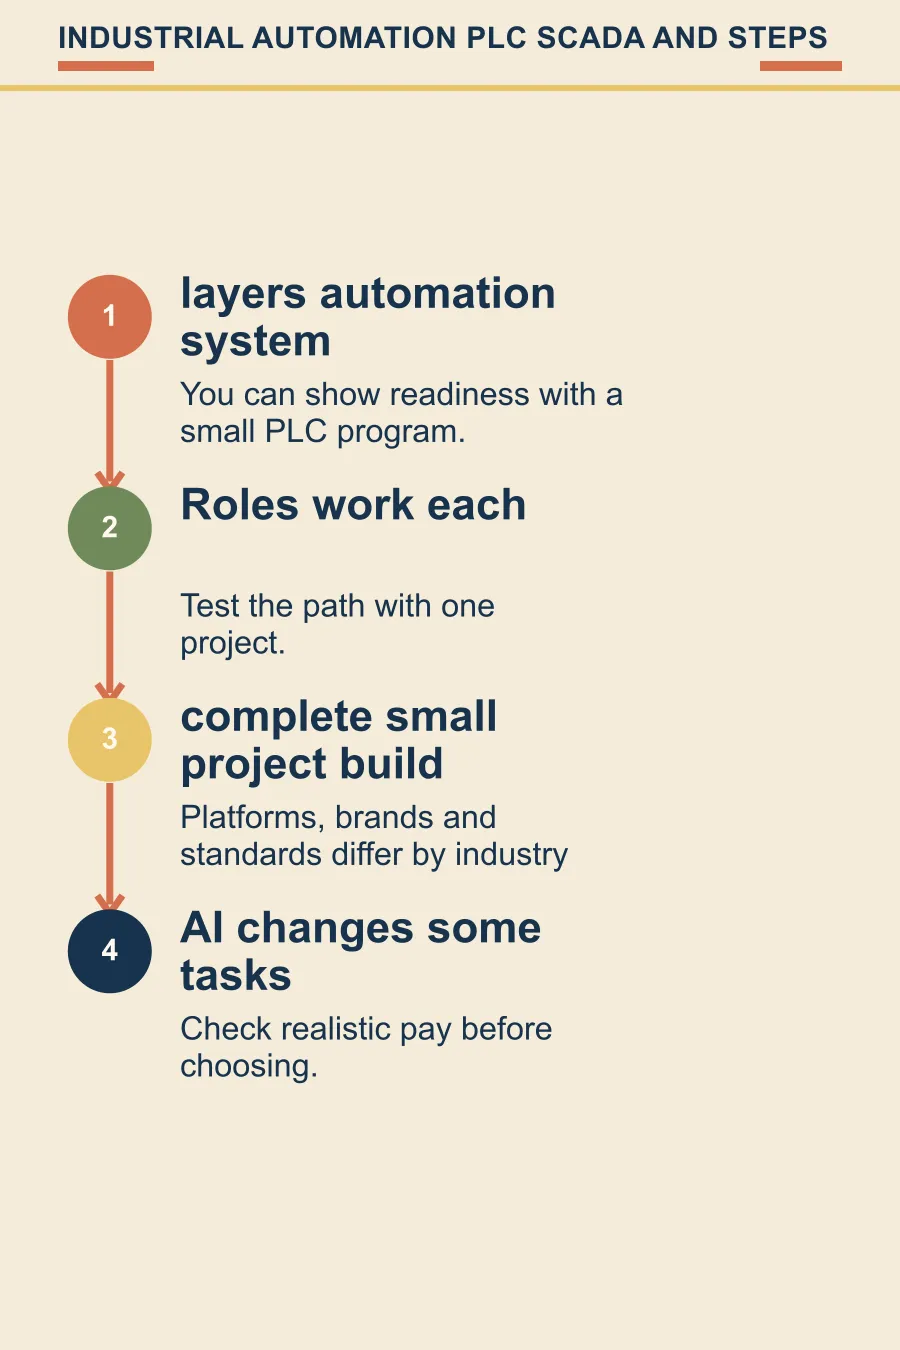 INDUSTRIAL AUTOMATION PLC SCADA AND STEPS
1
layers automation
system
You can show readiness with a
small PLC program.
2
Roles work each
Test the path with one
project.
3
complete small
project build
Platforms, brands and
standards differ by industry
4
AI changes some
tasks
Check realistic pay before
choosing.